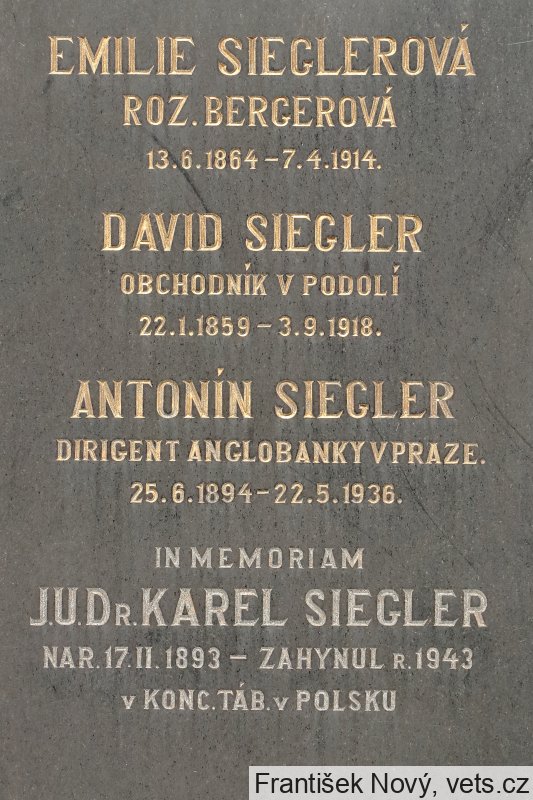 EMILIE SIEGLEROVÁ
ROZ. BERGEROVÁ
13.6.1864 – 7.4.1914.
DAVID SIEGLER
OBCHODNÍK V PODOLÍ
22.1.1859 – 3.9.1918.
ANTONÍN SIEGLER
DIRIGENT ANGLOBANKY V PRAZE.
25.6.1894 – 22.5.1936.
IN MEMORIAM
J.U.DR. KAREL SIEGLER
NAR. 17.II.1893 – ZAHYNUL R.1943
V KONC.TÁB. V POLSKU
František Nový, vets.cz